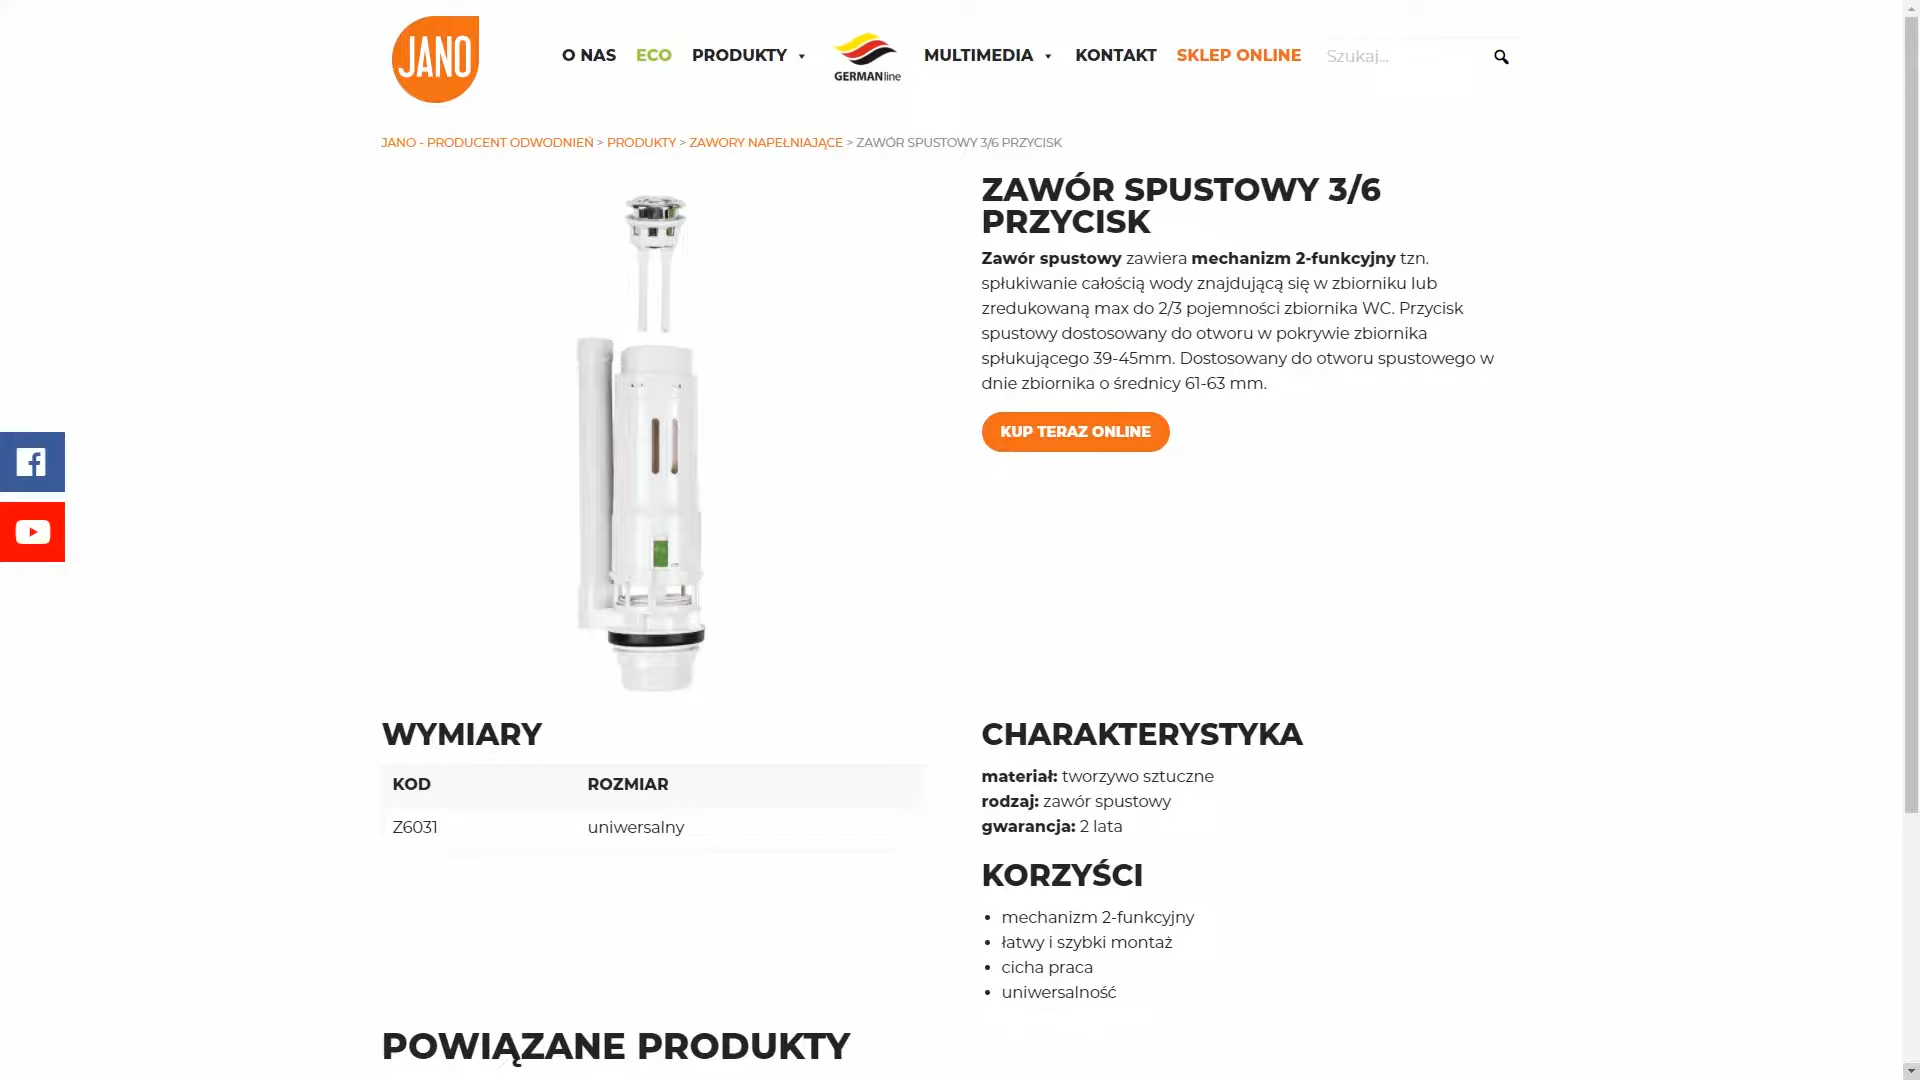 JANO
O NAS
ECO
PRODUKTY
GERMANline
MULTIMEDIA
KONTAKT
SKLEP ONLINE
Szukaj...
JANO - PRODUCENT ODWODNIEŃ > PRODUKTY > ZAWORY NAPEŁNIAJĄCE > ZAWÓR SPUSTOWY 3/6 PRZYCISK
ZAWÓR SPUSTOWY 3/6
PRZYCISK
Zawór spustowy zawiera mechanizm 2-funkcyjny tzn.
spłukiwanie całością wody znajdującą się w zbiorniku lub
zredukowaną max do 2/3 pojemności zbiornika WC. Przycisk
spustowy dostosowany do otworu w pokrywie zbiornika
spłukującego 39-45mm. Dostosowany do otworu spustowego w
dnie zbiornika o średnicy 61-63 mm.
KUP TERAZ ONLINE
WYMIARY
KOD ROZMIAR
Z6031 uniwersalny
CHARAKTERYSTYKA
materiał: tworzywo sztuczne
rodzaj: zawór spustowy
gwarancja: 2 lata
KORZYŚCI
• mechanizm 2-funkcyjny
• łatwy i szybki montaż
• cicha praca
• uniwersalność
POWIĄZANE PRODUKTY